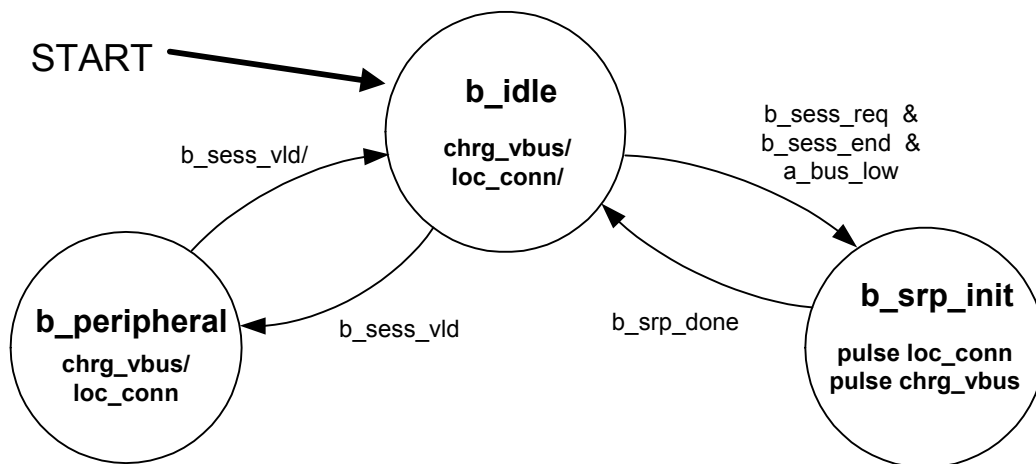 START
b_idle
chrg_vbus/
loc_conn/
b_sess_req &
b_sess_end &
a_bus_low
b_sess_vld/
b_peripheral
chrg_vbus/
loc_conn
b_sess_vld
b_srp_done
b_srp_init
pulse loc_conn
pulse chrg_vbus